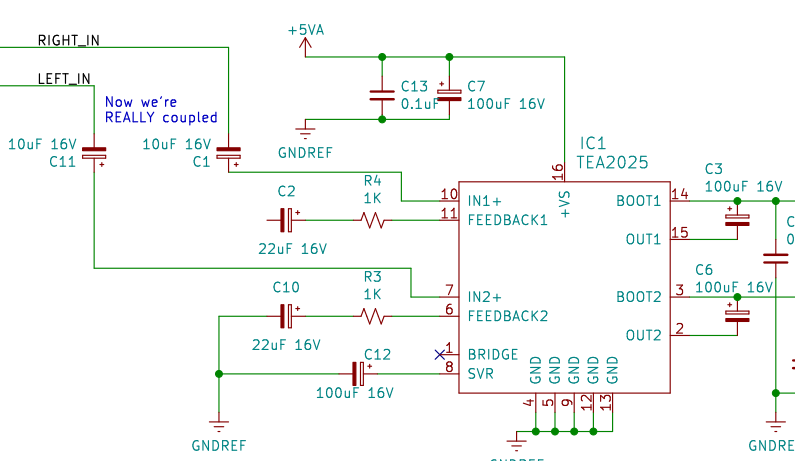 RIGHT_IN
LEFT_IN
Now we're
REALLY coupled
10uF 16V
C11
10uF 16V
C1
+5VA
C13
0.1uF
C7
100uF 16V
GNDREF
IC1
TEA2025
16
+VS
C2
22uF 16V
R4
1K
10
IN1+
11
FEEDBACK1
C10
22uF 16V
R3
1K
7
IN2+
6
FEEDBACK2
1
BRIDGE
8
SVR
C12
100uF 16V
GNDREF
BOOT1
14
OUT1
15
BOOT2
3
OUT2
2
C3
100uF 16V
C6
100uF 16V
GND
GND
GND
GND
GND
4
5
9
12
13
C
0
GNDRE